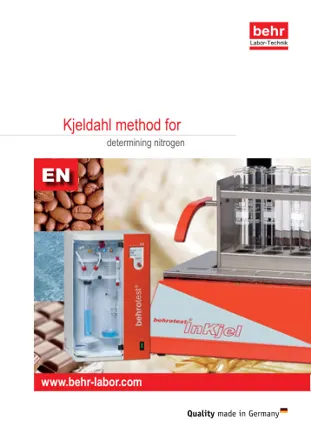 behr
Labor-Technik
Kjeldahl method for
determining nitrogen
EN
behrotest®
behrotest®
inKjel
www.behr-labor.com
Quality made in Germany